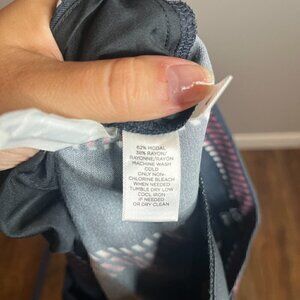 62% MODAL
38% RAYON/
RAYONNE/RAYÓN
MACHINE WASH
COLD
ONLY NON-
CHLORINE BLEACH
WHEN NEEDED
TUMBLE DRY LOW
COOL IRON
IF NEEDED
OR DRY CLEAN